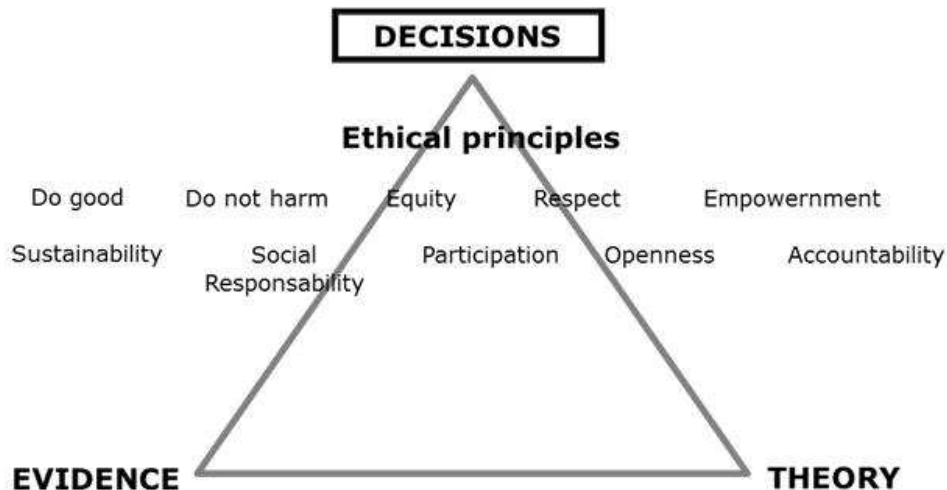 DECISIONS
Ethical principles
Do good Do not harm Equity Respect Empowernment
Sustainability Social Participation Openness Accountability
Responsability
EVIDENCE THEORY